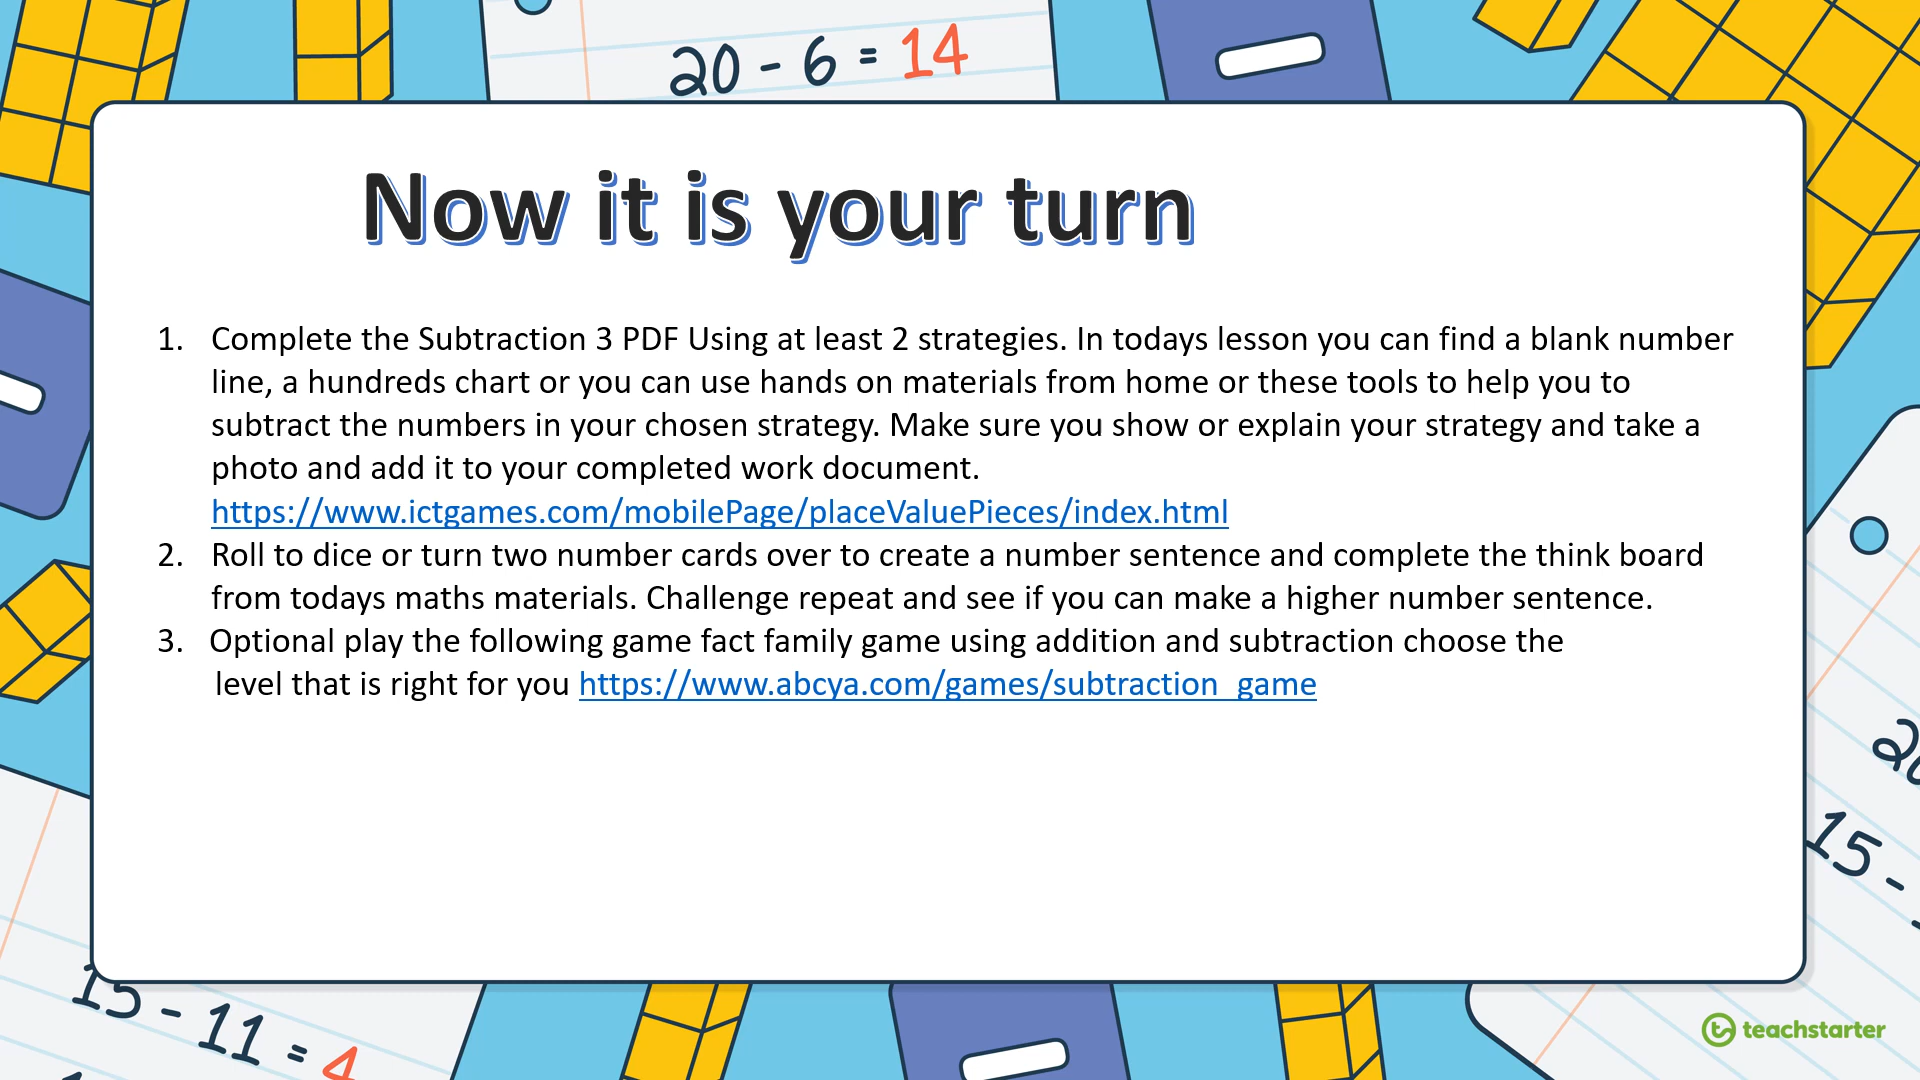 20 - 6 = 14
Now it is your turn
1. Complete the Subtraction 3 PDF Using at least 2 strategies. In todays lesson you can find a blank number
line, a hundreds chart or you can use hands on materials from home or these tools to help you to
subtract the numbers in your chosen strategy. Make sure you show or explain your strategy and take a
photo and add it to your completed work document.
https://www.ictgames.com/mobilePage/placeValuePieces/index.html
2. Roll to dice or turn two number cards over to create a number sentence and complete the think board
from todays maths materials. Challenge repeat and see if you can make a higher number sentence.
3. Optional play the following game fact family game using addition and subtraction choose the
level that is right for you https://www.abcya.com/games/subtraction_game
15 -
15 - 11 = 4
teachstarter